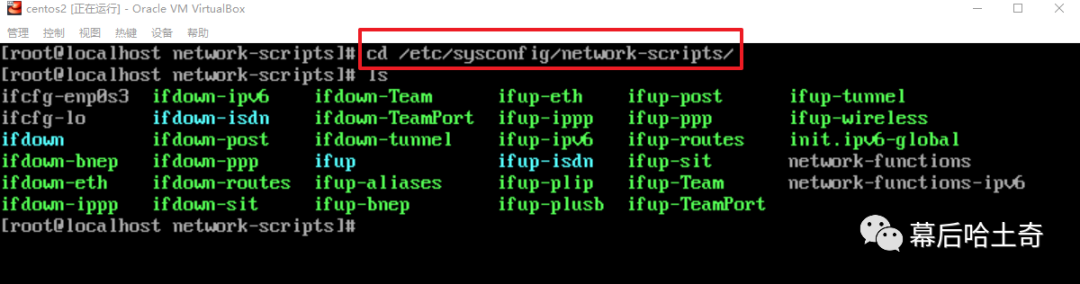 centos2 [正在运行] - Oracle VM VirtualBox
管理 控制 视图 热键 设备 帮助
[root@localhost network-scripts]# cd /etc/sysconfig/network-scripts/
[root@localhost network-scripts]# ls
ifcfg-enp0s3 ifdown-ipv6 ifdown-Team ifup-eth ifup-post ifup-tunnel
ifcfg-lo ifdown-isdn ifdown-TeamPort ifup-ippp ifup-ppp ifup-wireless
ifdown ifdown-post ifdown-tunnel ifup-ipv6 ifup-routes init.ipv6-global
ifdown-bnep ifdown-ppp ifup ifup-isdn ifup-sit network-functions
ifdown-eth ifdown-routes ifup-aliases ifup-plip ifup-Team network-functions-ipv6
ifdown-ippp ifdown-sit ifup-bnep ifup-plusb ifup-TeamPort
[root@localhost network-scripts]#
幕后哈土奇